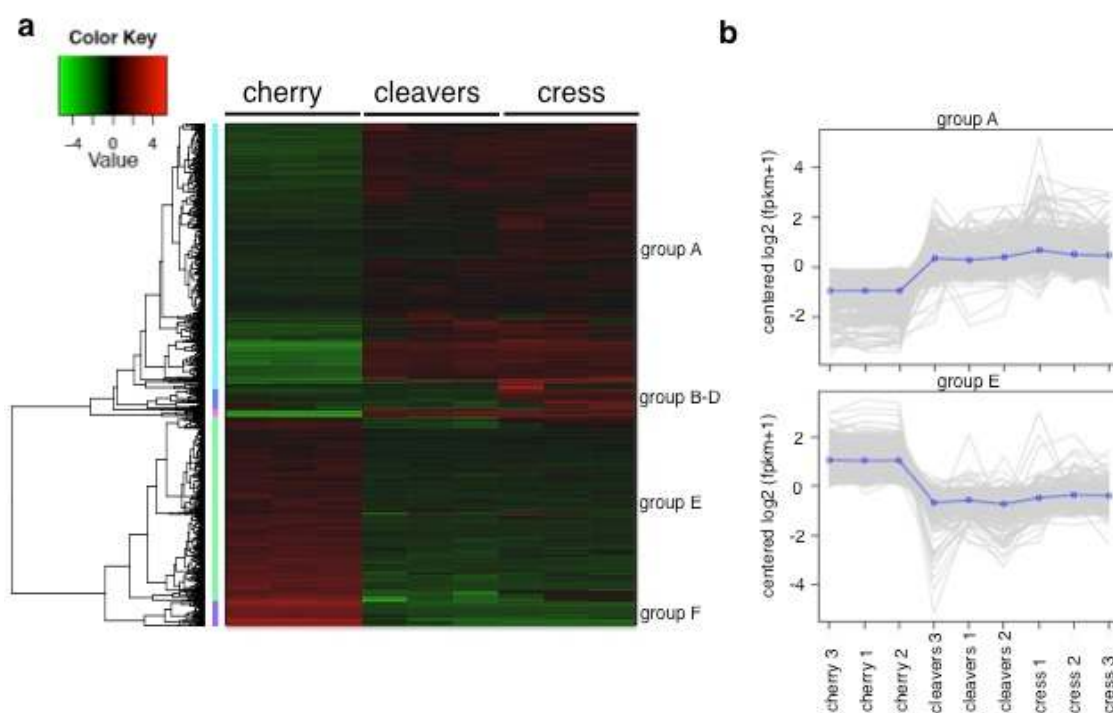 a
Color Key
-4 0 4
Value
cherry cleavers cress
group A
group B-D
group E
group F
b
group A
centered log2 (fpkm+1)
4
2
0
-2
group E
centered log2 (fpkm+1)
2
0
-2
-4
cherry 3
cherry 1
cherry 2
cleavers 3
cleavers 1
cleavers 2
cress 1
cress 2
cress 3